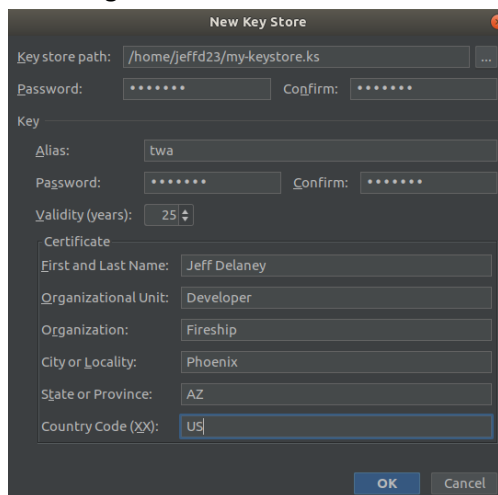 New Key Store
Key store path: /home/jeffd23/my-keystore.ks ...
Password: ••••••• Confirm: •••••••
Key
Alias: twa
Password: ••••••• Confirm: •••••••
Validity (years): 25
Certificate
First and Last Name: Jeff Delaney
Organizational Unit: Developer
Organization: Fireship
City or Locality: Phoenix
State or Province: AZ
Country Code (XX): US
OK Cancel